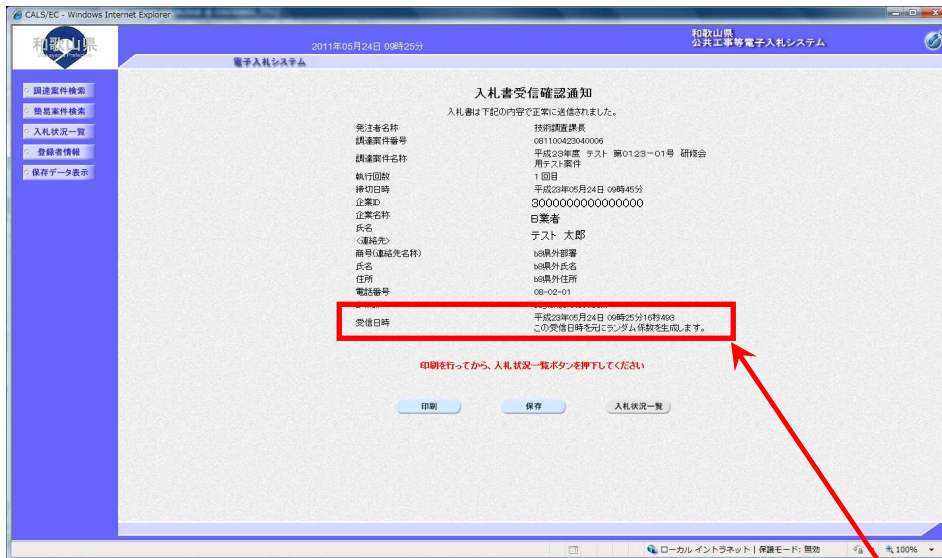 CALS/EC - Windows Internet Explorer
和歌山県
2011年05月24日 09時25分
和歌山県
公共工事等電子入札システム
電子入札システム
調達案件検索
簡易案件検索
入札状況一覧
登録者情報
保存データ表示
入札書受信確認通知
入札書は下記の内容で正常に送信されました。
発注者名称 技術調査課長
調達案件番号 081100423040006
調達案件名称 平成23年度 テスト 第0123-01号 研修会
用テスト案件
執行回数 1回目
締切日時 平成23年05月24日 09時45分
企業ID 3000000000000000
企業名称 B業者
氏名 テスト 太郎
<連絡先>
商号(連絡先名称) b8県外部署
氏名 b8県外氏名
住所 b8県外住所
電話番号 08-02-01
受信日時 平成23年05月24日 09時25分16秒493
この受信日時を元にランダム係数を生成します。
印刷を行ってから、入札状況一覧ボタンを押下してください
印刷 保存 入札状況一覧
ローカル イントラネット | 保護モード: 無効 100%